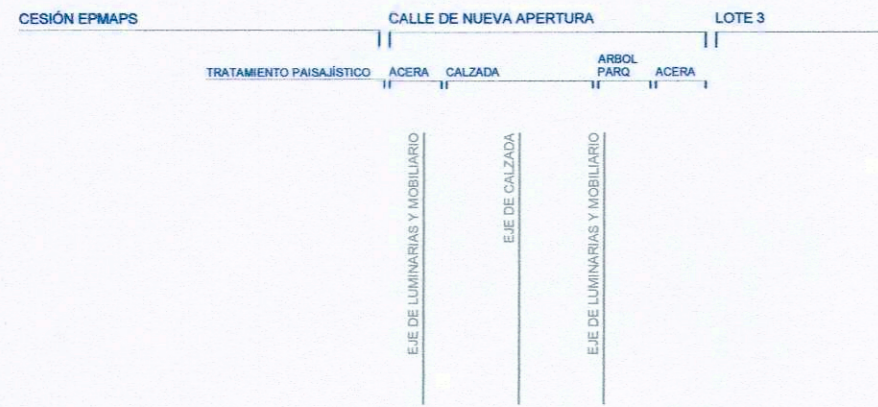 CESIÓN EPMAPS
CALLE DE NUEVA APERTURA
LOTE 3
TRATAMIENTO PAISAJÍSTICO
ACERA
CALZADA
ARBOL
PARQ
ACERA
EJE DE LUMINARIAS Y MOBILIARIO
EJE DE CALZADA
EJE DE LUMINARIAS Y MOBILIARIO